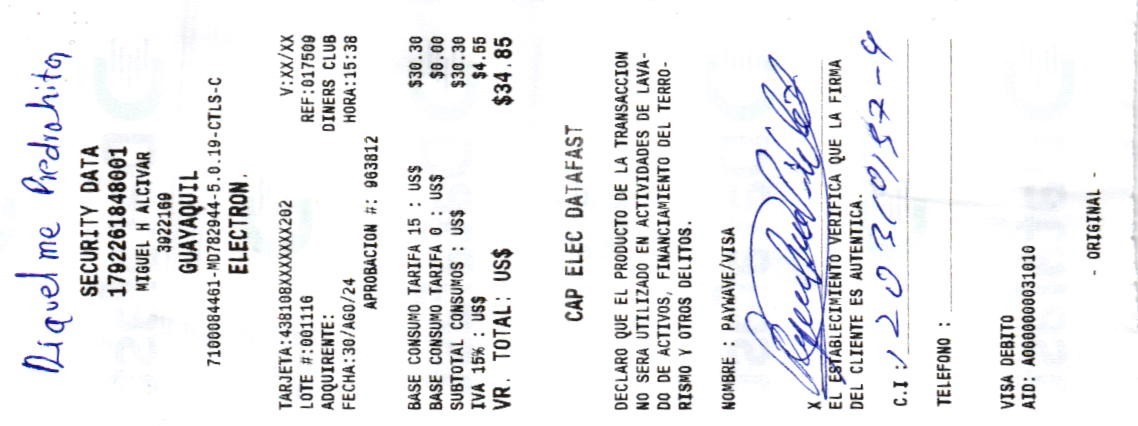 Riquelme Piedrahita
SECURITY DATA
1792261848001
MIGUEL H ALCIVAR
3922169
GUAYAQUIL
7100084461-MD782944-5.0.19-CTLS-C
ELECTRON.
TARJETA:438108XXXXXXX202 V:XX/XX
LOTE #:001116 REF:017509
ADQUIRENTE: DINERS CLUB
FECHA:30/AGO/24 HORA:15:38
APROBACION #: 963812
BASE CONSUMO TARIFA 15 : US$ $30.30
BASE CONSUMO TARIFA 0 : US$ $0.00
SUBTOTAL CONSUMOS : US$ $30.30
IVA 15% : US$ $4.55
VR. TOTAL: US$ $34.85
CAP ELEC DATAFAST
DECLARO QUE EL PRODUCTO DE LA TRANSACCION
NO SERA UTILIZADO EN ACTIVIDADES DE LAVA-
DO DE ACTIVOS, FINANCIAMIENTO DEL TERRO-
RISMO Y OTROS DELITOS.
NOMBRE : PAYWAVE/VISA
X
EL ESTABLECIMIENTO VERIFICA QUE LA FIRMA
DEL CLIENTE ES AUTENTICA.
C.I :
TELEFONO :
VISA DEBITO
AID: A0000000031010
- ORIGINAL -